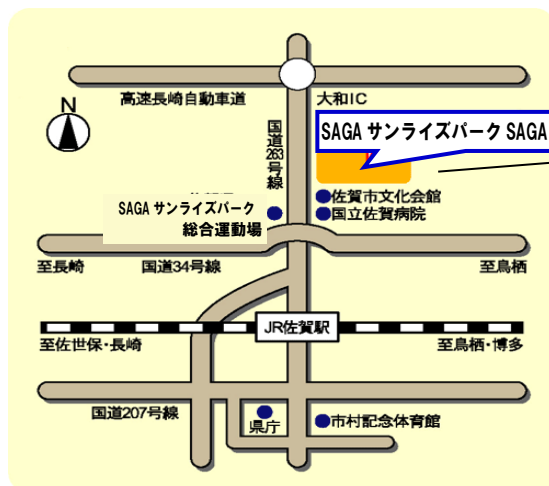 高速長崎自動車道
大和IC
N
国道263号線
SAGA サンライズパーク SAGA
佐賀市文化会館
国立佐賀病院
SAGA サンライズパーク
総合運動場
至長崎
国道34号線
至鳥栖
JR佐賀駅
至佐世保・長崎
至鳥栖・博多
国道207号線
県庁
市村記念体育館